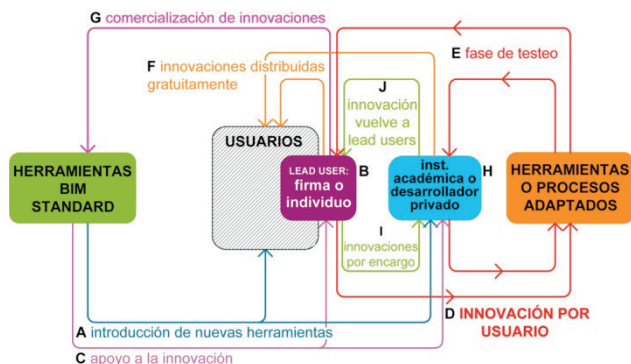 G comercialización de innovaciones
E fase de testeo
F innovaciones distribuidas
gratuitamente
J
innovación
vuelve a
lead users
USUARIOS
HERRAMIENTAS
BIM
STANDARD
LEAD USER:
firma o
individuo
B
inst.
académica o
desarrollador
privado
H
HERRAMIENTAS
O PROCESOS
ADAPTADOS
I
innovaciones
por encargo
D INNOVACIÓN POR
USUARIO
A introducción de nuevas herramientas
C apoyo a la innovación